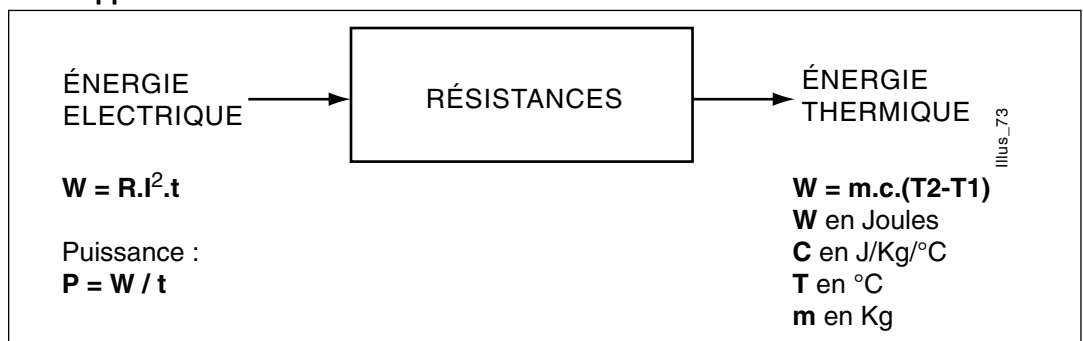 ÉNERGIE
ELECTRIQUE
RÉSISTANCES
ÉNERGIE
THERMIQUE
Illus_73
W = R.I².t
Puissance :
P = W / t
W = m.c.(T2-T1)
W en Joules
C en J/Kg/°C
T en °C
m en Kg